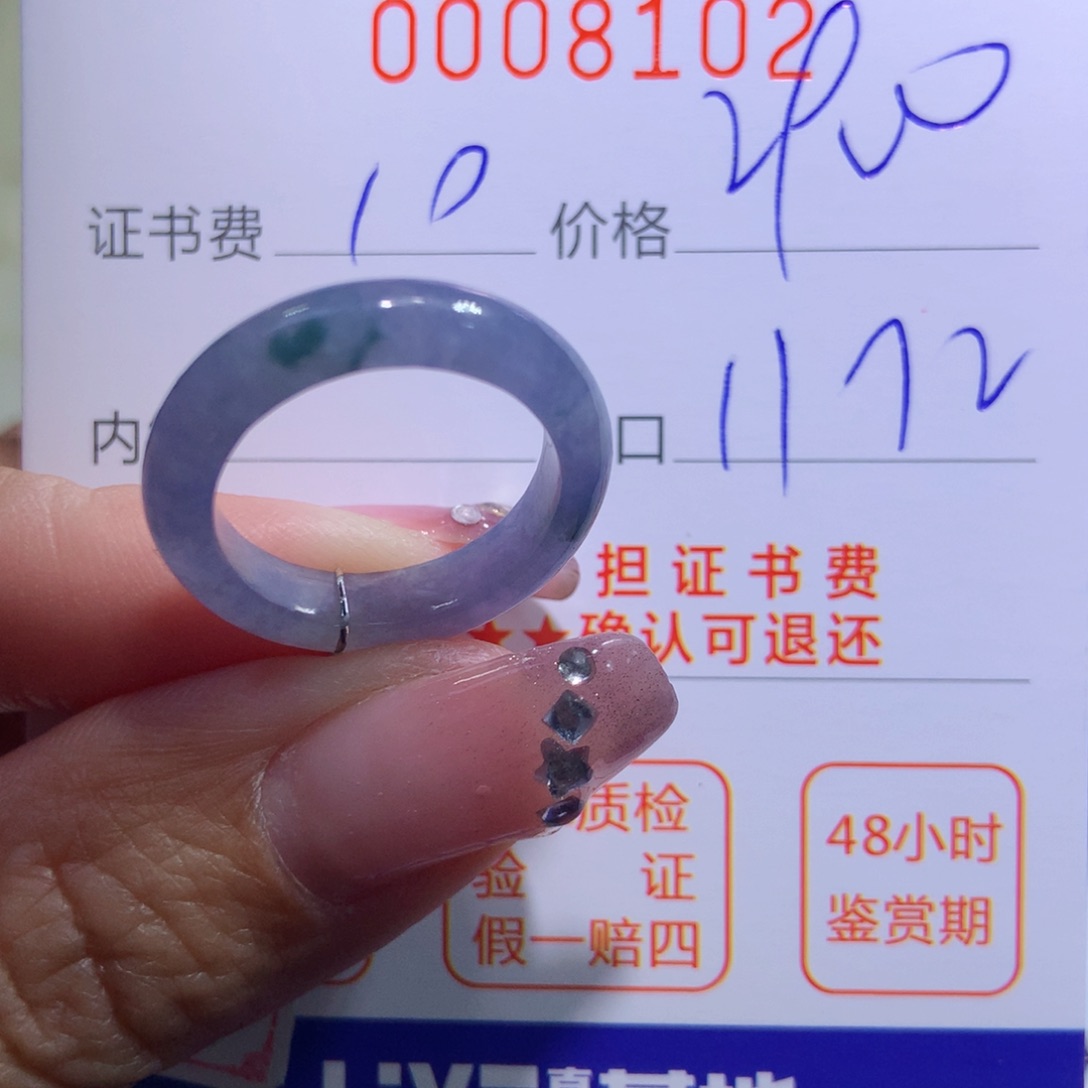 0008102
证书费 10 价格
内 口 1172
担证书费
确认可退还
质检
验证
假一赔四
48小时
鉴赏期